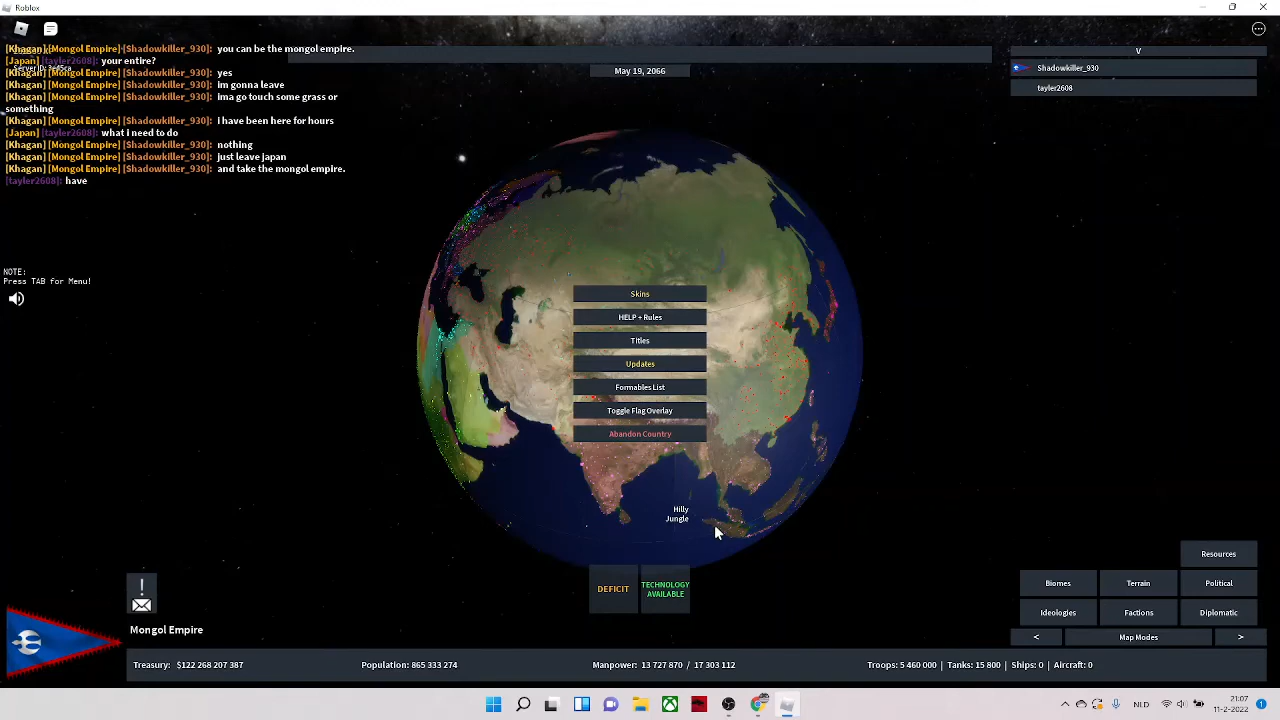 Roblox
[Khagan] [Mongol Empire] [Shadowkiller_930]: you can be the mongol empire.
[Japan] [tayler2608]: your entire?
[Khagan] [Mongol Empire] [Shadowkiller_930]: yes
[Khagan] [Mongol Empire] [Shadowkiller_930]: im gonna leave
[Khagan] [Mongol Empire] [Shadowkiller_930]: ima go touch some grass or
something
[Khagan] [Mongol Empire] [Shadowkiller_930]: i have been here for hours
[Japan] [tayler2608]: what i need to do
[Khagan] [Mongol Empire] [Shadowkiller_930]: nothing
[Khagan] [Mongol Empire] [Shadowkiller_930]: just leave japan
[Khagan] [Mongol Empire] [Shadowkiller_930]: and take the mongol empire.
[tayler2608]: have
May 19, 2066
V
Shadowkiller_930
tayler2608
NOTE:
Press TAB for Menu!
Skins
HELP + Rules
Titles
Updates
Formables List
Toggle Flag Overlay
Abandon Country
Hilly
Jungle
DEFICIT
TECHNOLOGY
AVAILABLE
Resources
Biomes
Terrain
Political
Ideologies
Factions
Diplomatic
< Map Modes >
!
Mongol Empire
Treasury: $122 268 207 387
Population: 865 333 274
Manpower: 13 727 870 / 17 303 112
Troops: 5 460 000 | Tanks: 15 800 | Ships: 0 | Aircraft: 0
NLD
21:07
11-2-2022